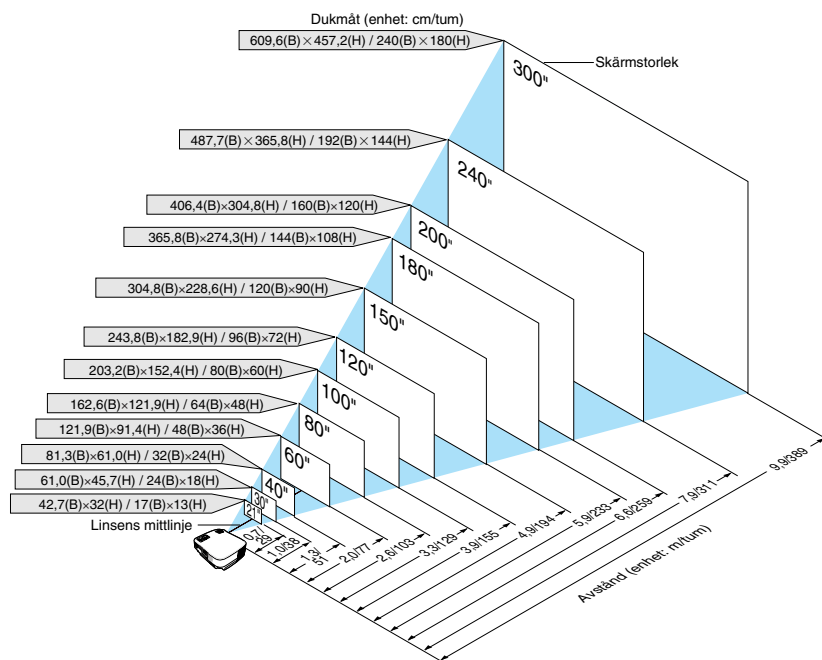 Dukmåt (enhet: cm/tum)
609,6(B)×457,2(H) / 240(B)×180(H)
Skärmstorlek
300"
487,7(B)×365,8(H) / 192(B)×144(H)
240"
406,4(B)×304,8(H) / 160(B)×120(H)
200"
365,8(B)×274,3(H) / 144(B)×108(H)
180"
304,8(B)×228,6(H) / 120(B)×90(H)
150"
243,8(B)×182,9(H) / 96(B)×72(H)
120"
203,2(B)×152,4(H) / 80(B)×60(H)
100"
162,6(B)×121,9(H) / 64(B)×48(H)
80"
121,9(B)×91,4(H) / 48(B)×36(H)
60"
81,3(B)×61,0(H) / 32(B)×24(H)
40"
61,0(B)×45,7(H) / 24(B)×18(H)
30"
42,7(B)×32(H) / 17(B)×13(H)
21"
Linsens mittlinje
0,7/
29
1,0/38
1,3/
51
2,0/77
2,6/103
3,3/129
3,9/155
4,9/194
5,9/233
6,6/259
7,9/311
9,9/389
Avstånd (enhet: m/tum)